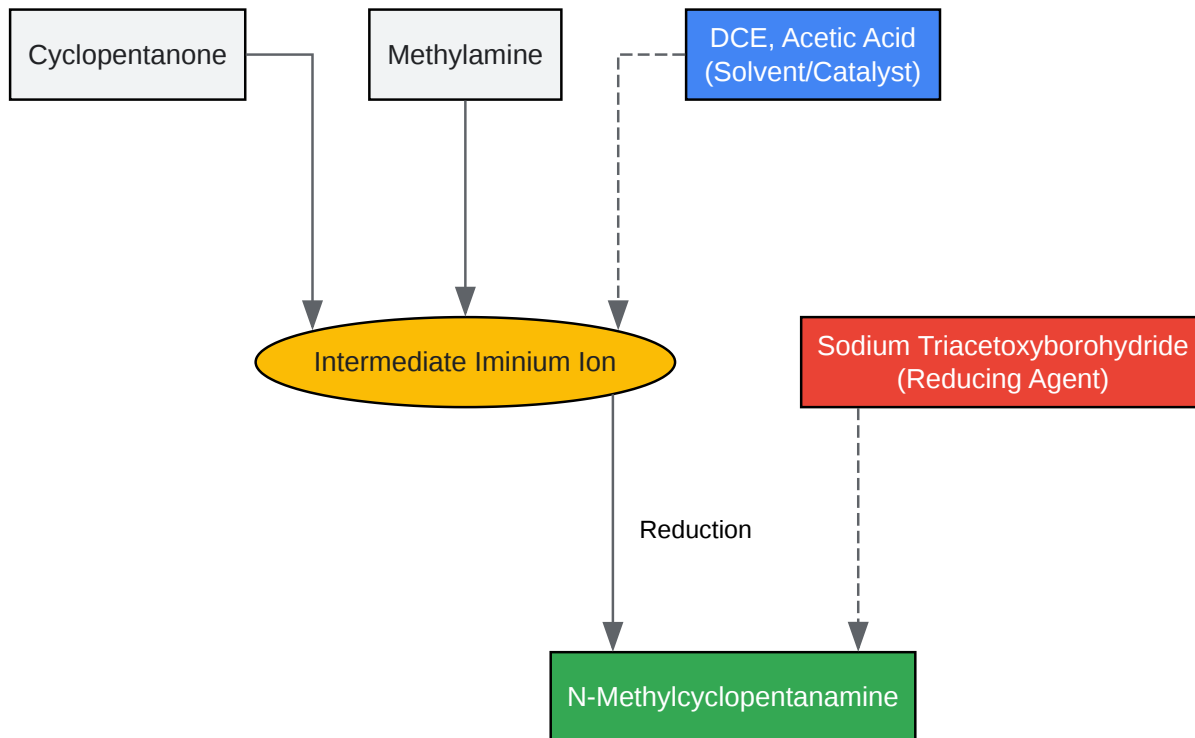 Cyclopentanone
Methylamine
DCE, Acetic Acid
(Solvent/Catalyst)
Intermediate Iminium Ion
Sodium Triacetoxyborohydride
(Reducing Agent)
Reduction
N-Methylcyclopentanamine